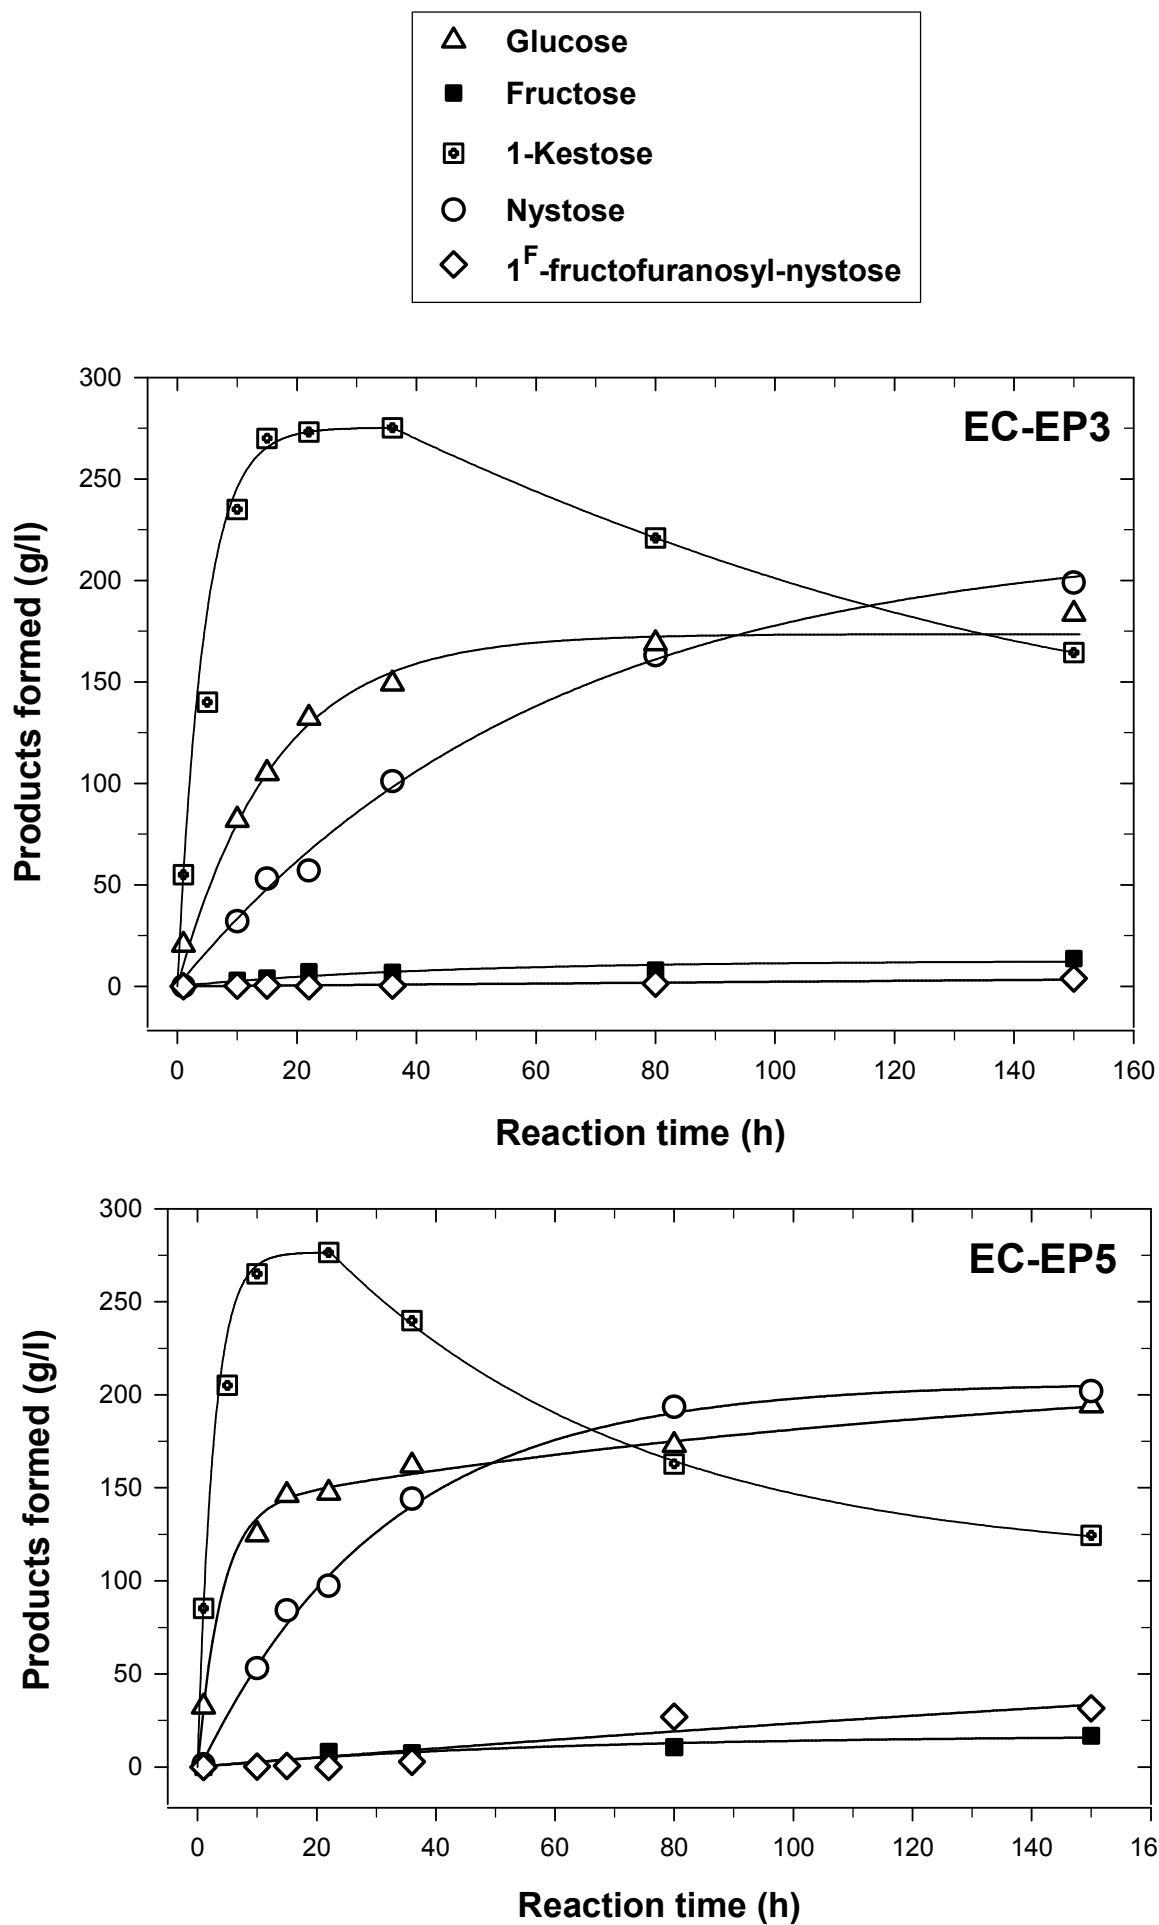 Glucose
Fructose
1-Kestose
Nystose
1F-fructofuranosyl-nystose
EC-EP3
Products formed (g/l)
300
250
200
150
100
50
0
0 20 40 60 80 100 120 140 160
Reaction time (h)
EC-EP5
Products formed (g/l)
300
250
200
150
100
50
0
0 20 40 60 80 100 120 140 16
Reaction time (h)